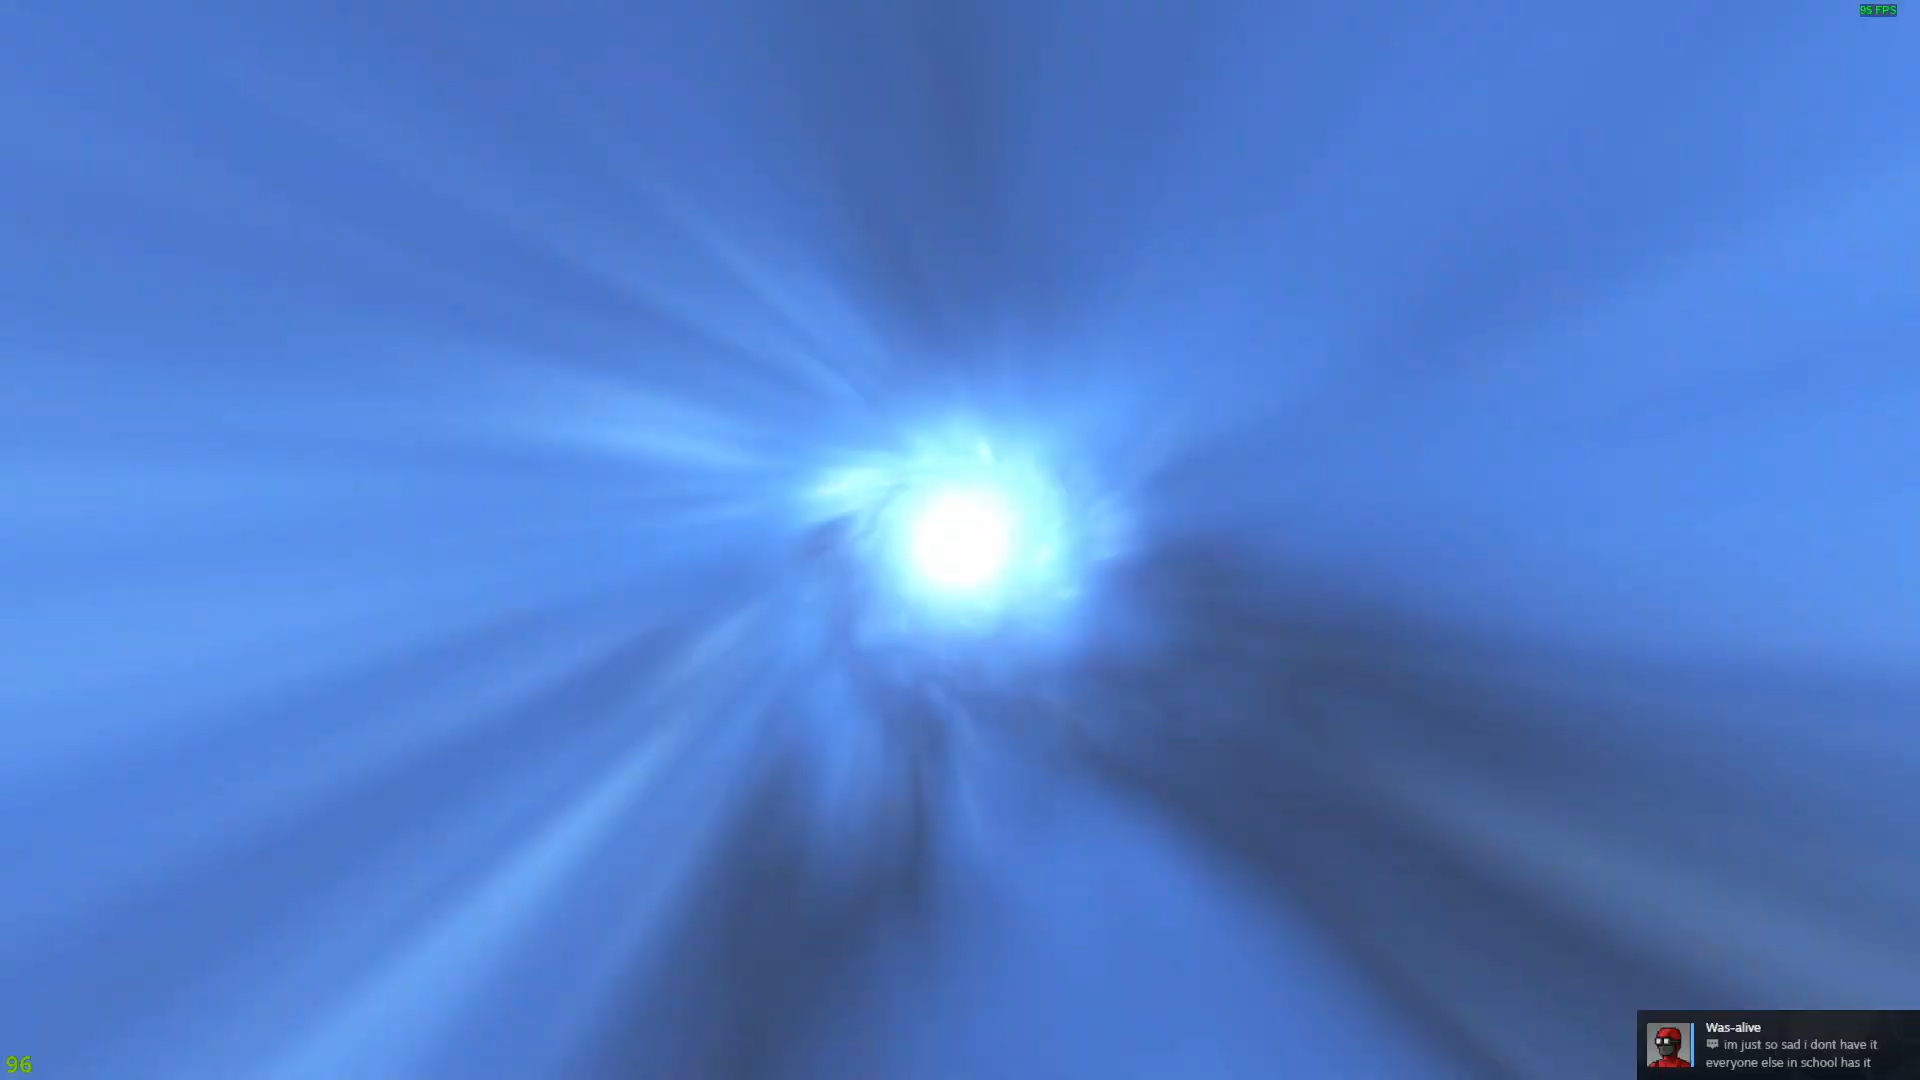 95 FPS
Was-alive
im just so sad i dont have it
everyone else in school has it
96